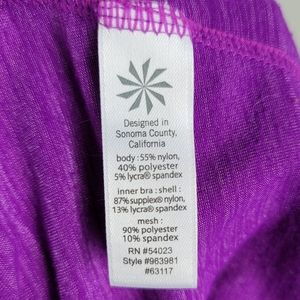 Designed in
Sonoma County,
California
body : 55% nylon,
40% polyester
5% lycra® spandex
inner bra : shell :
87% supplex® nylon,
13% lycra® spandex
mesh :
90% polyester
10% spandex
RN #54023
Style #963981
#63117